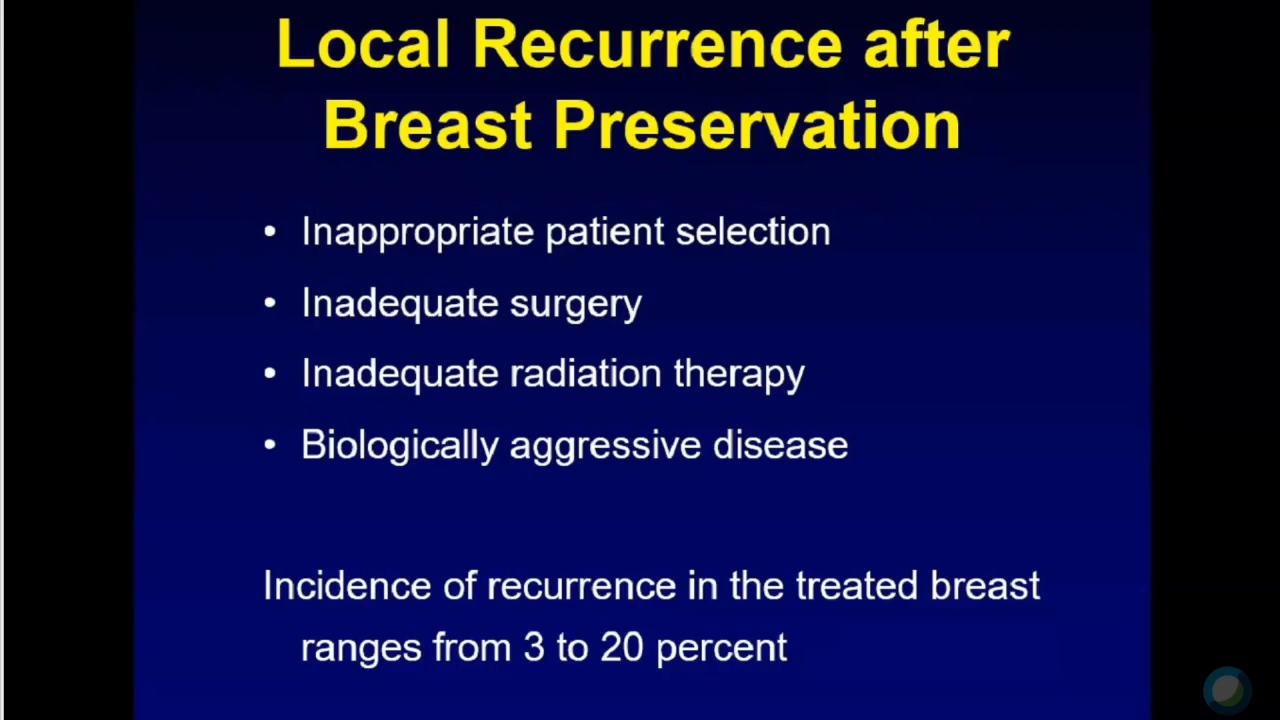 Local Recurrence after
Breast Preservation
• Inappropriate patient selection
• Inadequate surgery
• Inadequate radiation therapy
• Biologically aggressive disease
Incidence of recurrence in the treated breast
ranges from 3 to 20 percent